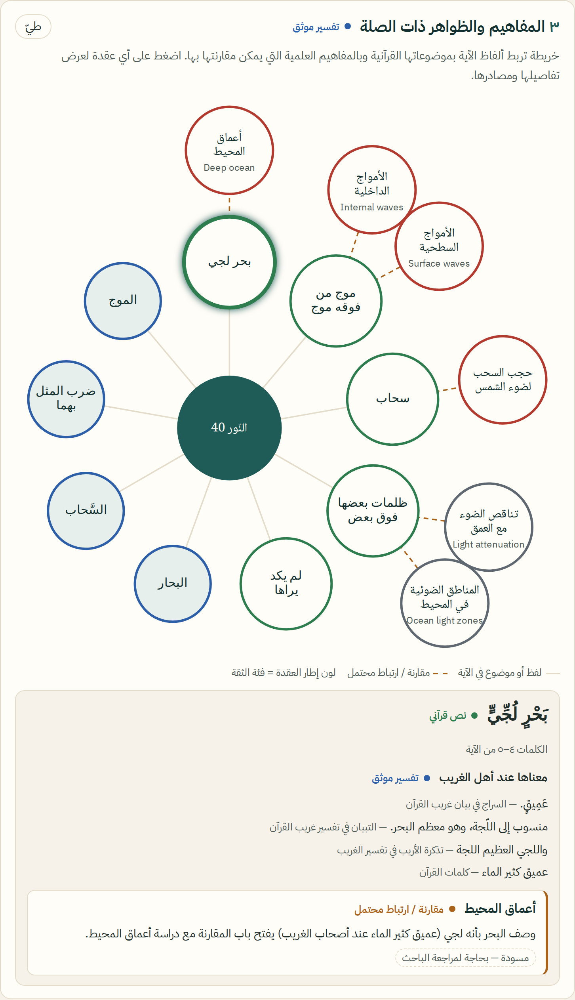 ٣ المفاهيم والظواهر ذات الصلة
تفسير موثق
طيّ
خريطة تربط ألفاظ الآية بموضوعاتها القرآنية وبالمفاهيم العلمية التي يمكن مقارنتها بها. اضغط على أي عقدة لعرض
تفاصيلها ومصادرها.
أعماق
المحيط
Deep ocean
الأمواج
الداخلية
Internal waves
الأمواج
السطحية
Surface waves
بحر لجي
موج من
فوقه موج
الموج
حجب السحب
لضوء الشمس
سحاب
ضرب المثل
بهما
النّور 40
ظلمات بعضها
فوق بعض
تناقص الضوء
مع العمق
Light attenuation
السَّحاب
لم يكد
يراها
البحار
المناطق الضوئية
في المحيط
Ocean light zones
لفظ أو موضوع في الآية
مقارنة / ارتباط محتمل
لون إطار العقدة = فئة الثقة
بَحْرٍ لُجِّيٍّ
نص قرآني
الكلمات ٤–٥ من الآية
معناها عند أهل الغريب
تفسير موثق
عَمِيقٍ. — السراج في بيان غريب القرآن
منسوب إلى اللّجة، وهو معظم البحر. — التبيان في تفسير غريب القرآن
واللجي العظيم اللجة — تذكرة الأريب في تفسير الغريب
عميق كثير الماء — كلمات القرآن
أعماق المحيط
مقارنة / ارتباط محتمل
وصف البحر بأنه لجي (عميق كثير الماء عند أصحاب الغريب) يفتح باب المقارنة مع دراسة أعماق المحيط.
مسودة — بحاجة لمراجعة الباحث